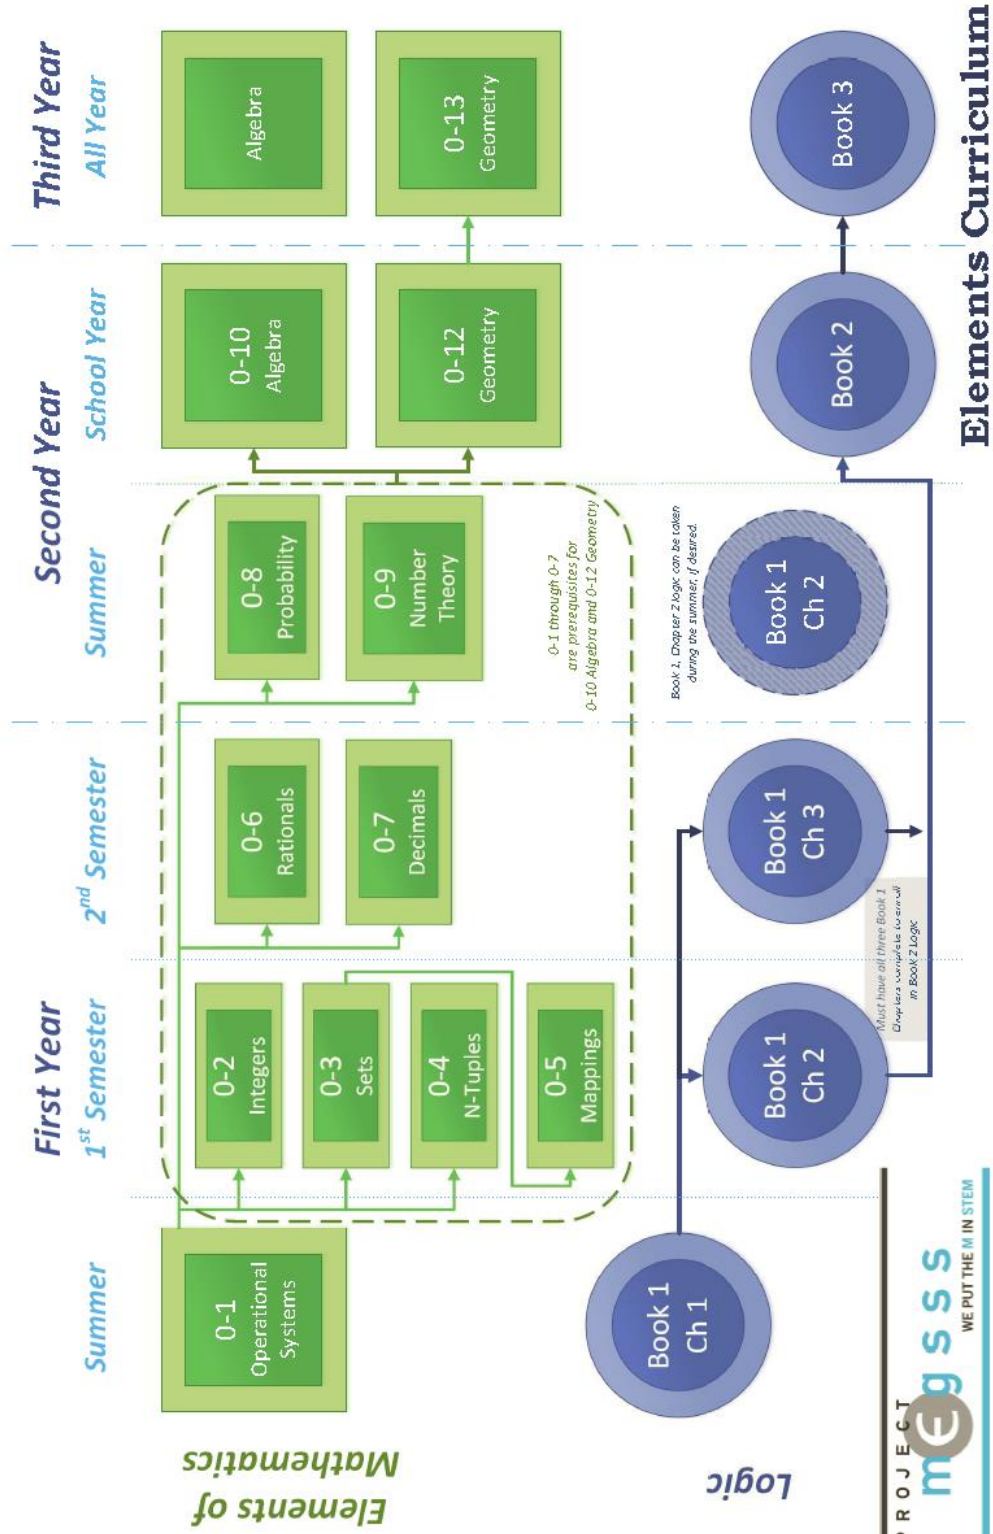 First Year
Second Year
Third Year
Summer
1st Semester
2nd Semester
Summer
School Year
All Year
Elements of
Mathematics
0-1
Operational
Systems
0-2
Integers
0-3
Sets
0-4
N-Tuples
0-5
Mappings
0-6
Rationals
0-7
Decimals
0-8
Probability
0-9
Number
Theory
0-1 through 0-7
are prerequisites for
0-10 Algebra and 0-12 Geometry
0-10
Algebra
0-12
Geometry
Algebra
0-13
Geometry
Logic
Book 1
Ch 1
Book 1
Ch 2
Book 1
Ch 3
Must have all three Book 1
Chapters complete to enroll
in Book 2 Logic
Book 1, Chapter 2 logic can be taken
during the summer, if desired.
Book 1
Ch 2
Book 2
Book 3
PROJECT
megsss
WE PUT THE M IN STEM
Elements Curriculum